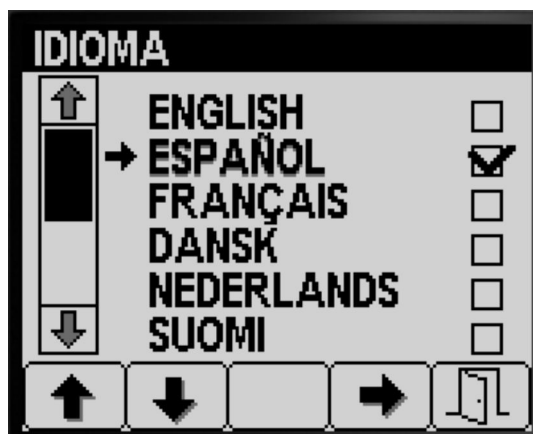 IDIOMA
ENGLISH
ESPAÑOL
FRANÇAIS
DANSK
NEDERLANDS
SUOMI